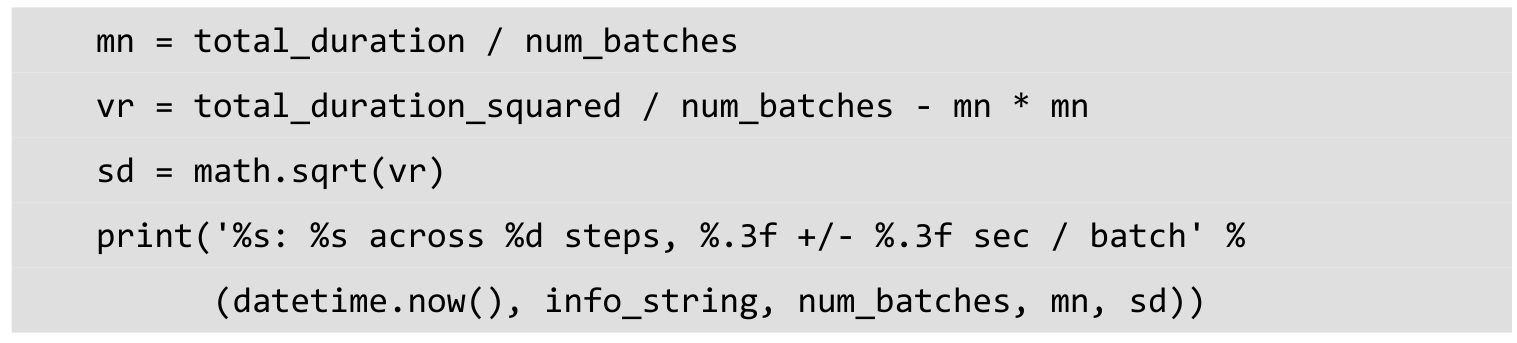 mn = total_duration / num_batches
vr = total_duration_squared / num_batches - mn * mn
sd = math.sqrt(vr)
print('%s: %s across %d steps, %.3f +/- %.3f sec / batch' %
(datetime.now(), info_string, num_batches, mn, sd))